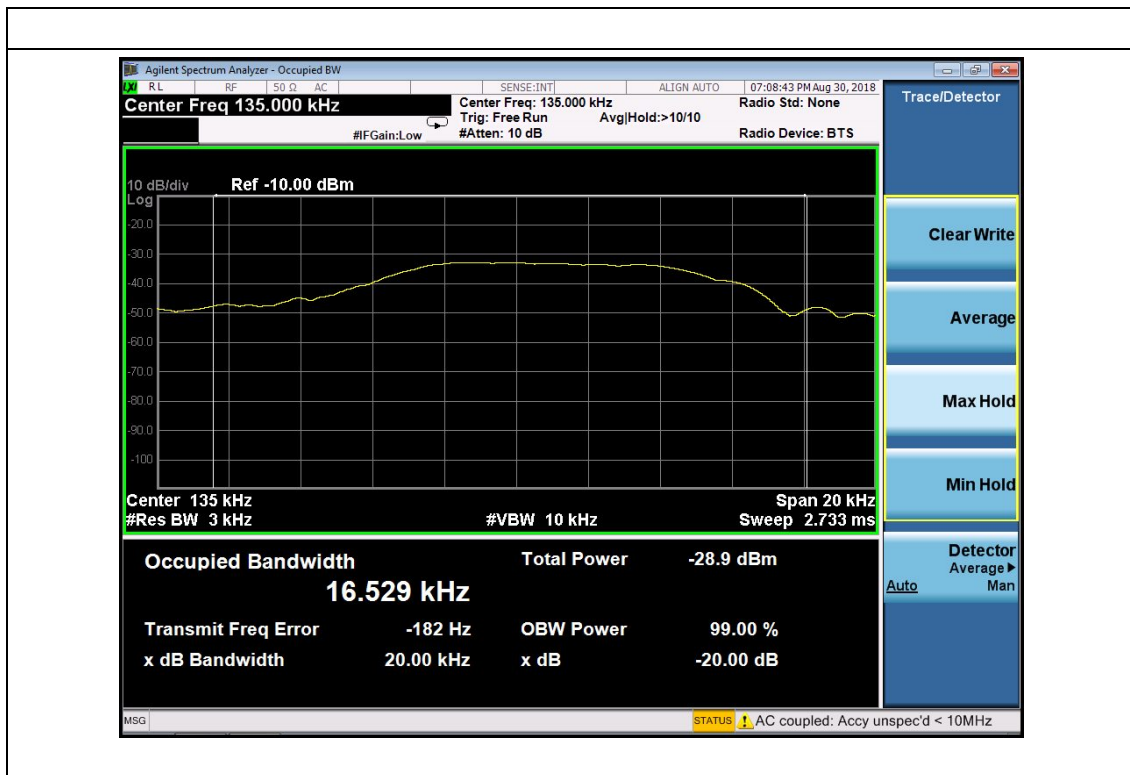 Agilent Spectrum Analyzer - Occupied BW
LXI RL RF 50 Ω AC SENSE:INT ALIGN AUTO 07:08:43 PM Aug 30, 2018
Center Freq 135.000 kHz
Center Freq: 135.000 kHz Radio Std: None
Trig: Free Run Avg|Hold:>10/10
#IFGain:Low #Atten: 10 dB Radio Device: BTS
Trace/Detector
10 dB/div Ref -10.00 dBm
Log
-20.0
-30.0
-40.0
-50.0
-60.0
-70.0
-80.0
-90.0
-100
Center 135 kHz Span 20 kHz
#Res BW 3 kHz #VBW 10 kHz Sweep 2.733 ms
Occupied Bandwidth Total Power -28.9 dBm
16.529 kHz
Transmit Freq Error -182 Hz OBW Power 99.00 %
x dB Bandwidth 20.00 kHz x dB -20.00 dB
Clear Write
Average
Max Hold
Min Hold
Detector
Average▶
Auto Man
MSG STATUS AC coupled: Accy unspec'd < 10MHz